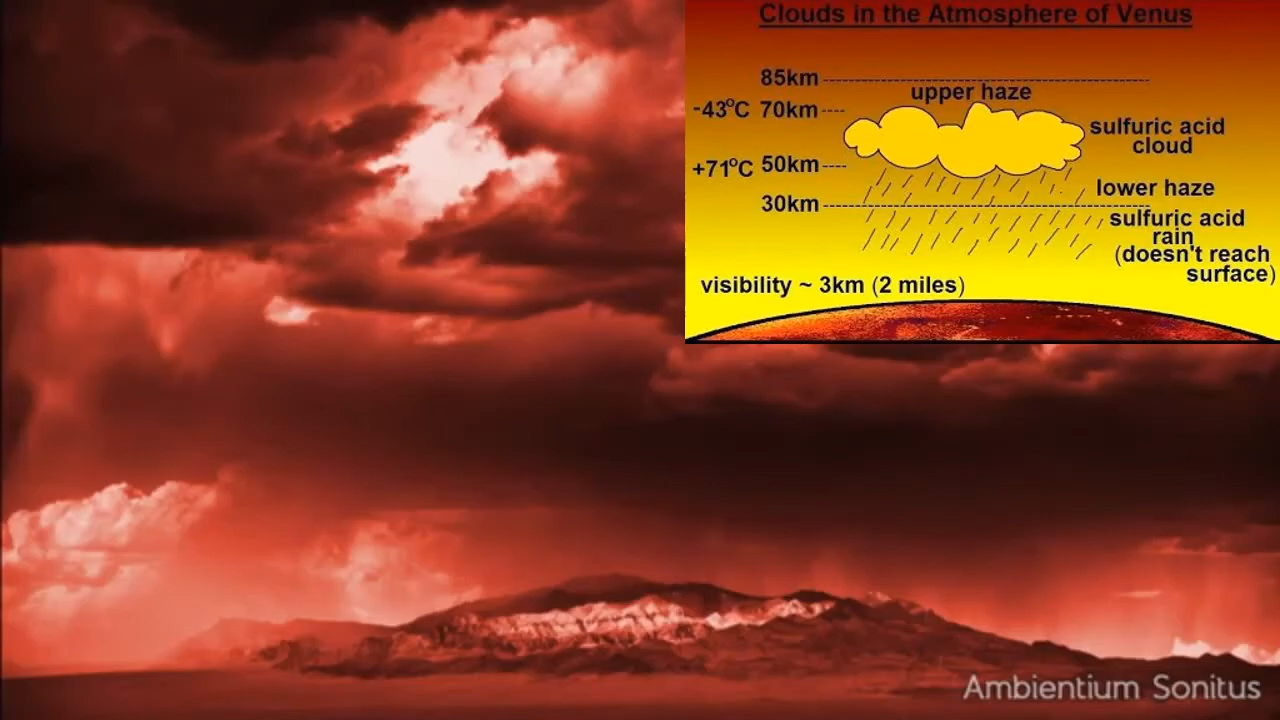 Clouds in the Atmosphere of Venus
85km
upper haze
-43°C 70km
sulfuric acid
cloud
+71°C 50km
lower haze
30km
sulfuric acid
rain
(doesn't reach
surface)
visibility ~ 3km (2 miles)
Ambientium Sonitus